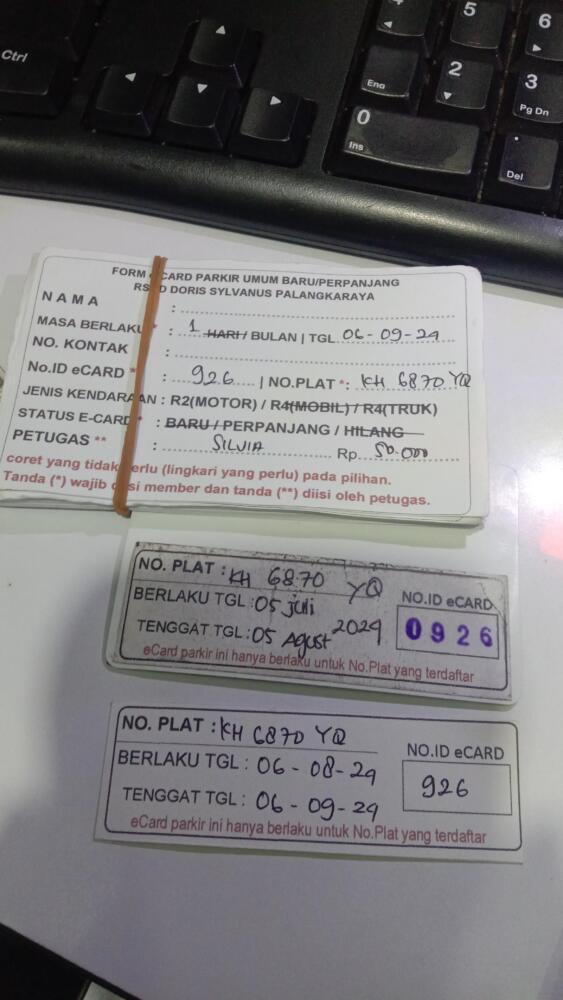 Ctrl
4
5
6
End
2
3
Pg Dn
0
Ins
.
Del
FORM eCARD PARKIR UMUM BARU/PERPANJANG
RS D DORIS SYLVANUS PALANGKARAYA
NAMA :
MASA BERLAKU * : 1 HARI / BULAN | TGL 06-09-24
NO. KONTAK :
No.ID eCARD * : 926 | NO.PLAT *: KH 6870 YQ
JENIS KENDARAAN : R2(MOTOR) / R4(MOBIL) / R4(TRUK)
STATUS E-CARD * : BARU / PERPANJANG / HILANG
PETUGAS ** : SILVIA Rp 50.000
coret yang tidak perlu (lingkari yang perlu) pada pilihan.
Tanda (*) wajib diisi member dan tanda (**) diisi oleh petugas.
NO. PLAT : KH 6870 YQ
BERLAKU TGL : 05 Juli
NO.ID eCARD
TENGGAT TGL : 05 Agust 2024
0926
eCard parkir ini hanya berlaku untuk No.Plat yang terdaftar
NO. PLAT : KH 6870 YQ
BERLAKU TGL : 06-08-24
NO.ID eCARD
TENGGAT TGL : 06-09-24
926
eCard parkir ini hanya berlaku untuk No.Plat yang terdaftar